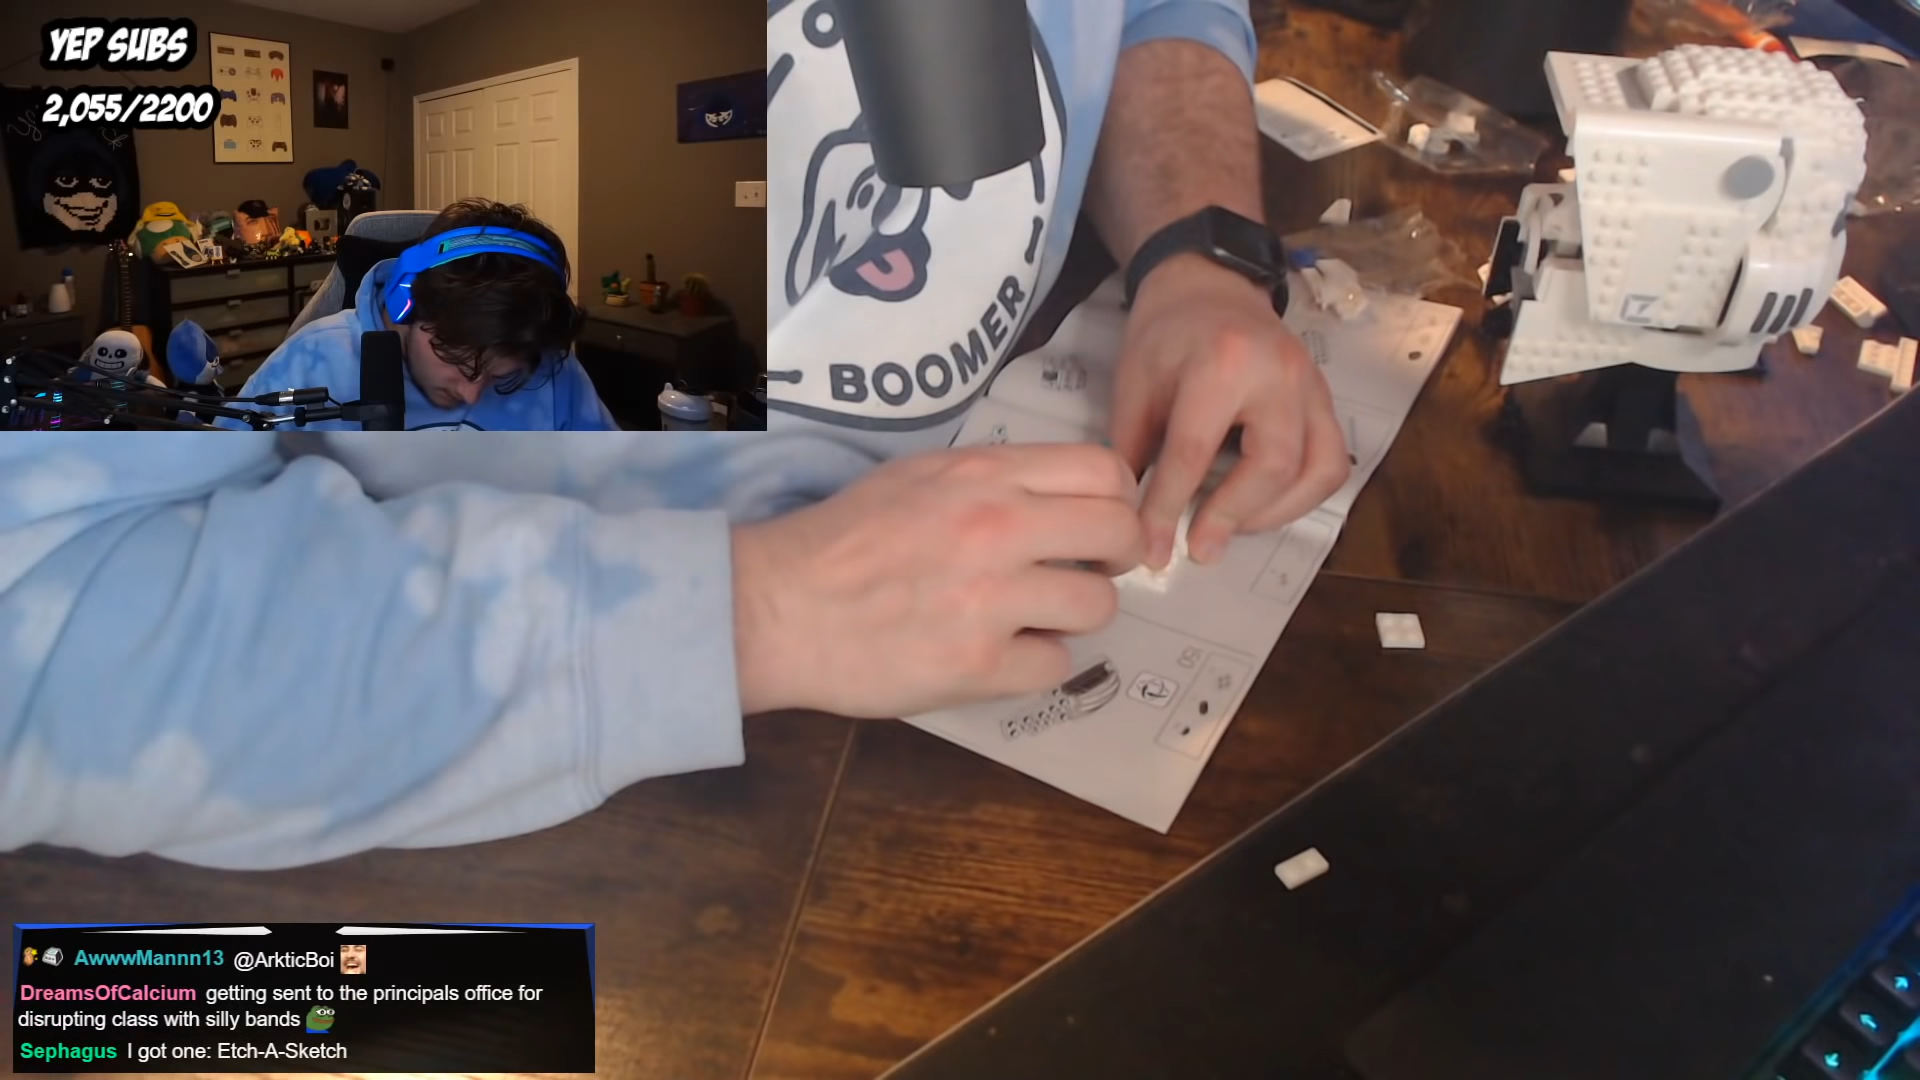 YEP SUBS
2,055/2200
BOOMER
50
AwwwMannn13 @ArkticBoi
DreamsOfCalcium getting sent to the principals office for
disrupting class with silly bands
Sephagus I got one: Etch-A-Sketch